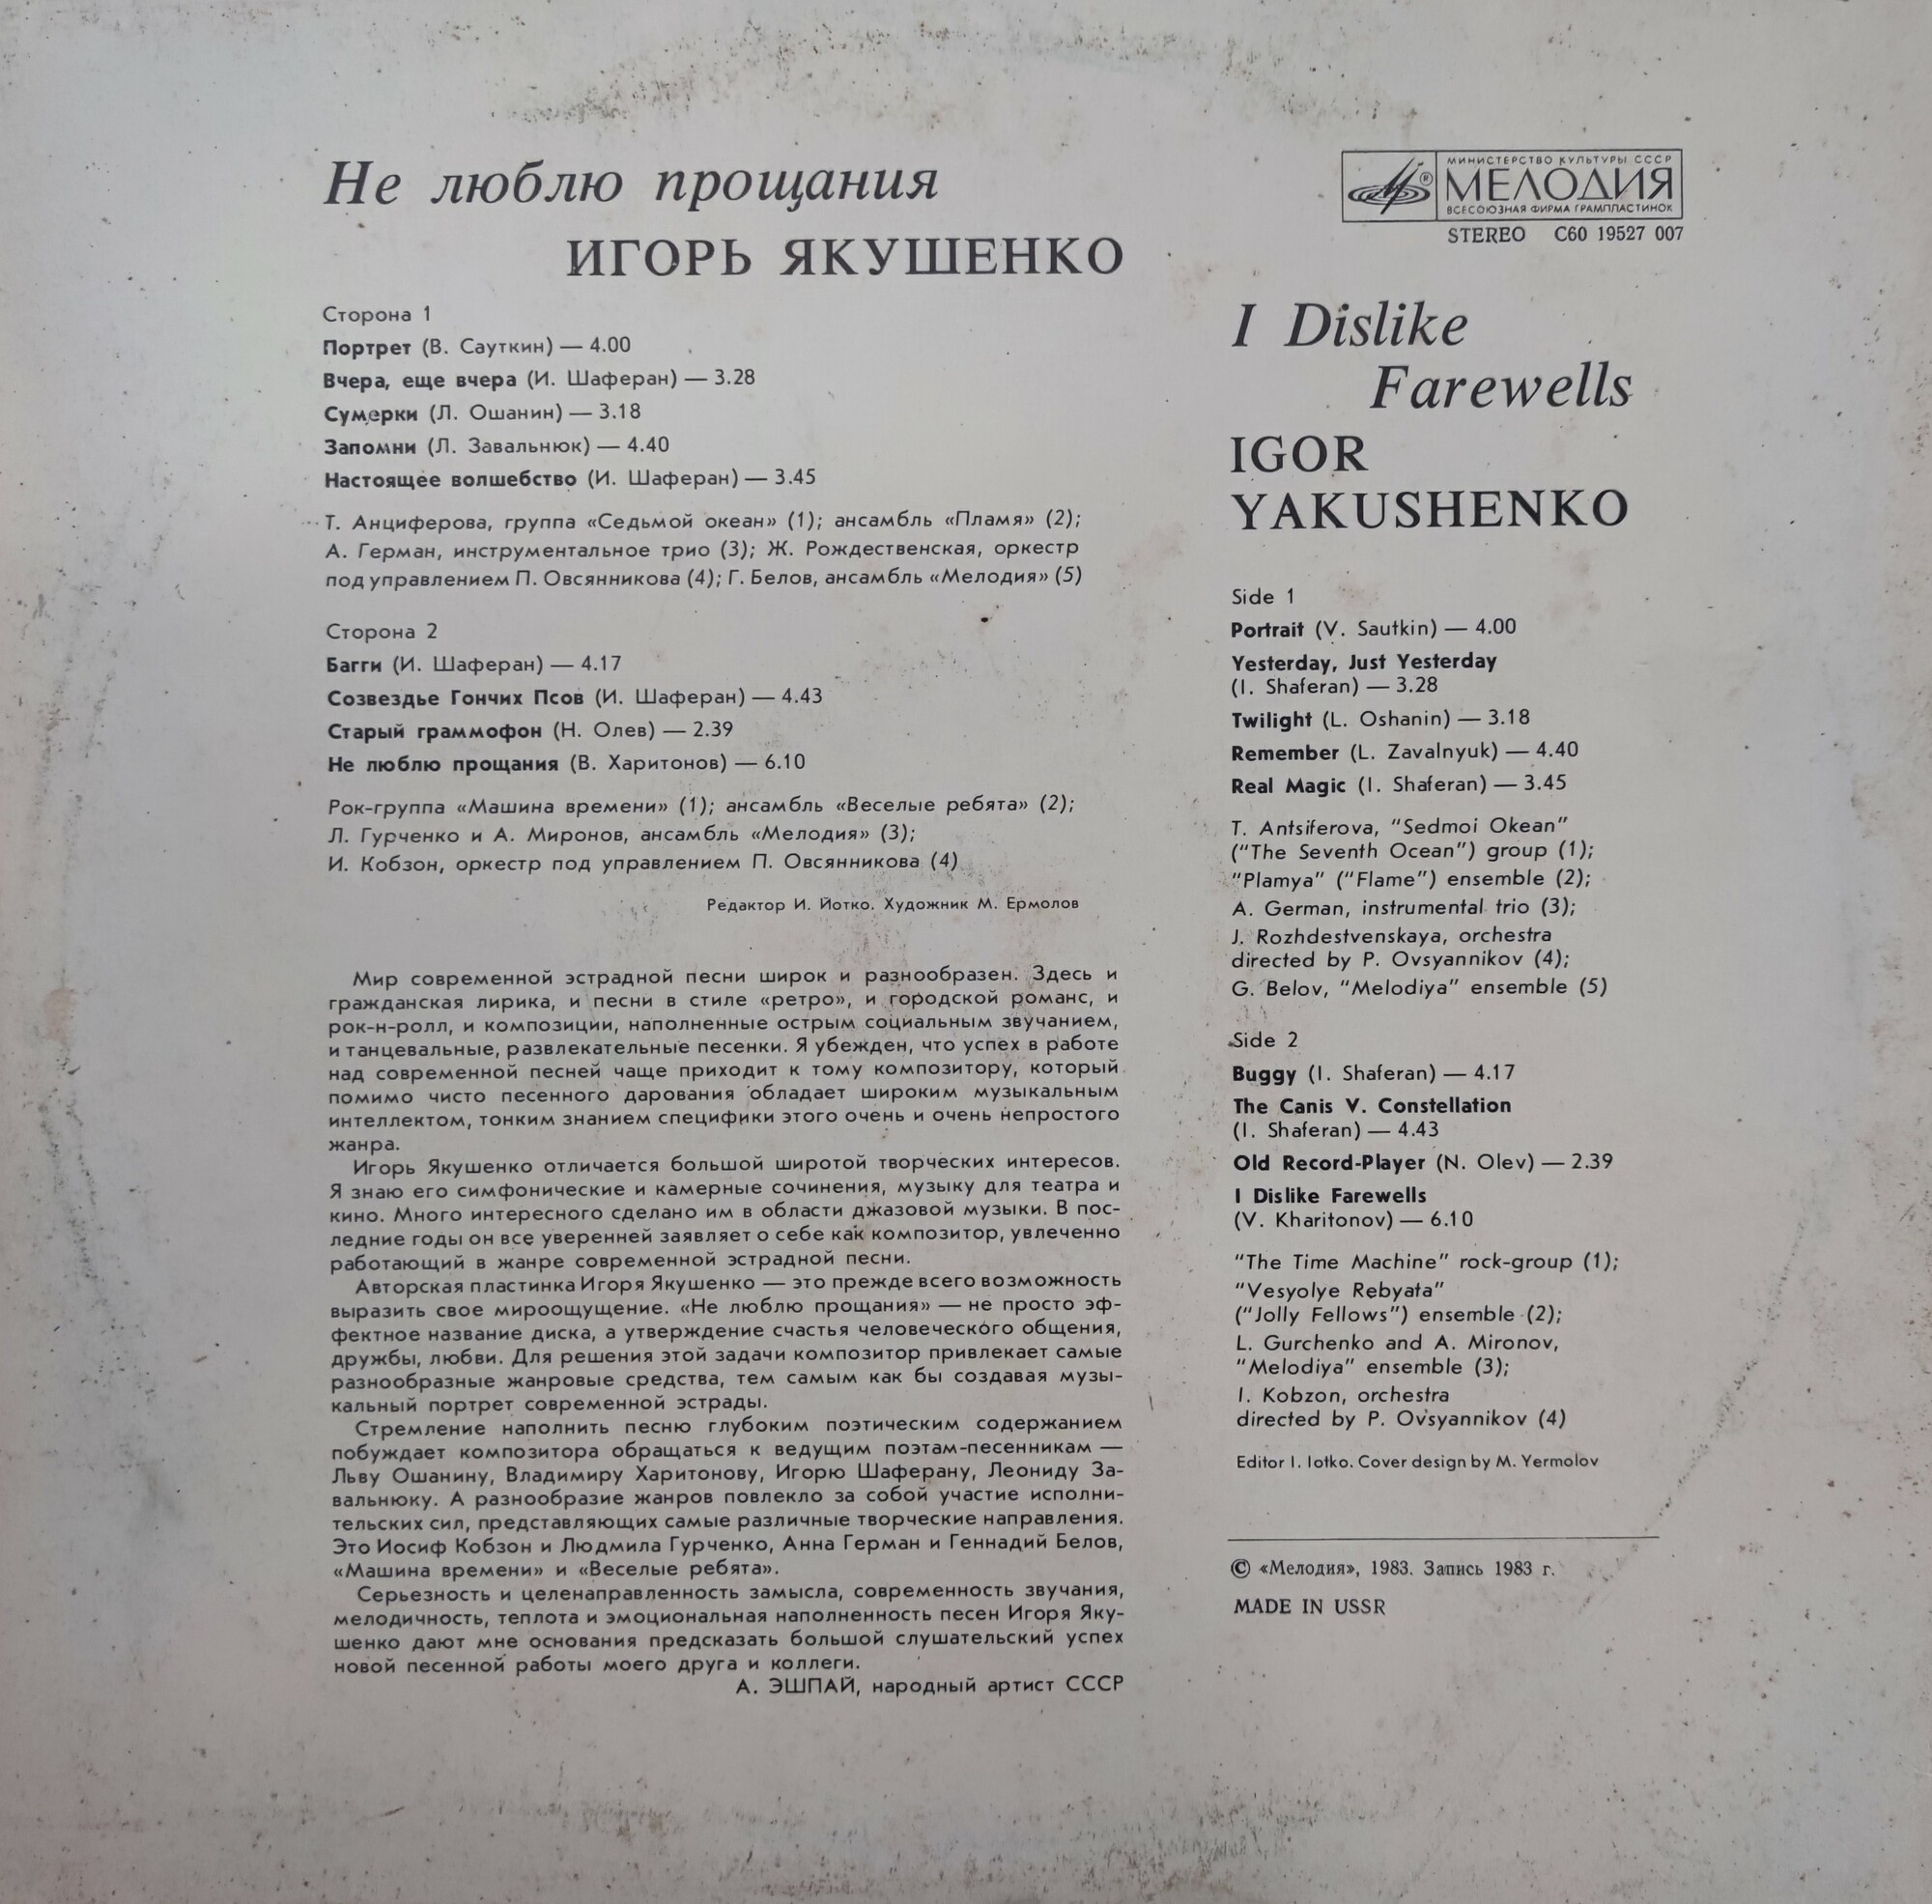 Не люблю прощания
ИГОРЬ ЯКУШЕНКО
Сторона 1
Портрет (В. Сауткин) — 4.00
Вчера, еще вчера (И. Шаферан) — 3.28
Сумерки (Л. Ошанин) — 3.18
Запомни (Л. Завальнюк) — 4.40
Настоящее волшебство (И. Шаферан) — 3.45
Т. Анциферова, группа «Седьмой океан» (1); ансамбль «Пламя» (2);
А. Герман, инструментальное трио (3); Ж. Рождественская, оркестр
под управлением П. Овсянникова (4); Г. Белов, ансамбль «Мелодия» (5)
Сторона 2
Багги (И. Шаферан) — 4.17
Созвездье Гончих Псов (И. Шаферан) — 4.43
Старый граммофон (Н. Олев) — 2.39
Не люблю прощания (В. Харитонов) — 6.10
Рок-группа «Машина времени» (1); ансамбль «Веселые ребята» (2);
Л. Гурченко и А. Миронов, ансамбль «Мелодия» (3);
И. Кобзон, оркестр под управлением П. Овсянникова (4)
Редактор И. Йотко. Художник М. Ермолов
Мир современной эстрадной песни широк и разнообразен. Здесь и
гражданская лирика, и песни в стиле «ретро», и городской романс, и
рок-н-ролл, и композиции, наполненные острым социальным звучанием,
и танцевальные, развлекательные песенки. Я убежден, что успех в работе
над современной песней чаще приходит к тому композитору, который
помимо чисто песенного дарования обладает широким музыкальным
интеллектом, тонким знанием специфики этого очень и очень непростого
жанра.
Игорь Якушенко отличается большой широтой творческих интересов.
Я знаю его симфонические и камерные сочинения, музыку для театра и
кино. Много интересного сделано им в области джазовой музыки. В пос-
ледние годы он все уверенней заявляет о себе как композитор, увлеченно
работающий в жанре современной эстрадной песни.
Авторская пластинка Игоря Якушенко — это прежде всего возможность
выразить свое мироощущение. «Не люблю прощания» — не просто эф-
фектное название диска, а утверждение счастья человеческого общения,
дружбы, любви. Для решения этой задачи композитор привлекает самые
разнообразные жанровые средства, тем самым как бы создавая музы-
кальный портрет современной эстрады.
Стремление наполнить песню глубоким поэтическим содержанием
побуждает композитора обращаться к ведущим поэтам-песенникам —
Льву Ошанину, Владимиру Харитонову, Игорю Шаферану, Леониду За-
вальнюку. А разнообразие жанров повлекло за собой участие исполни-
тельских сил, представляющих самые различные творческие направления.
Это Иосиф Кобзон и Людмила Гурченко, Анна Герман и Геннадий Белов,
«Машина времени» и «Веселые ребята».
Серьезность и целенаправленность замысла, современность звучания,
мелодичность, теплота и эмоциональная наполненность песен Игоря Яку-
шенко дают мне основания предсказать большой слушательский успех
новой песенной работы моего друга и коллеги.
А. ЭШПАЙ, народный артист СССР
МИНИСТЕРСТВО КУЛЬТУРЫ СССР
® МЕЛОДИЯ
ВСЕСОЮЗНАЯ ФИРМА ГРАМПЛАСТИНОК
STEREO C60 19527 007
I Dislike
Farewells
IGOR
YAKUSHENKO
Side 1
Portrait (V. Sautkin) — 4.00
Yesterday, Just Yesterday
(I. Shaferan) — 3.28
Twilight (L. Oshanin) — 3.18
Remember (L. Zavalnyuk) — 4.40
Real Magic (I. Shaferan) — 3.45
T. Antsiferova, “Sedmoi Okean”
(“The Seventh Ocean”) group (1);
“Plamya” (“Flame”) ensemble (2);
A. German, instrumental trio (3);
J. Rozhdestvenskaya, orchestra
directed by P. Ovsyannikov (4);
G. Belov, “Melodiya” ensemble (5)
Side 2
Buggy (I. Shaferan) — 4.17
The Canis V. Constellation
(I. Shaferan) — 4.43
Old Record-Player (N. Olev) — 2.39
I Dislike Farewells
(V. Kharitonov) — 6.10
“The Time Machine” rock-group (1);
“Vesyolye Rebyata”
(“Jolly Fellows”) ensemble (2);
L. Gurchenko and A. Mironov,
“Melodiya” ensemble (3);
I. Kobzon, orchestra
directed by P. Ovsyannikov (4)
Editor I. Iotko. Cover design by M. Yermolov
© «Мелодия», 1983. Запись 1983 г.
MADE IN USSR